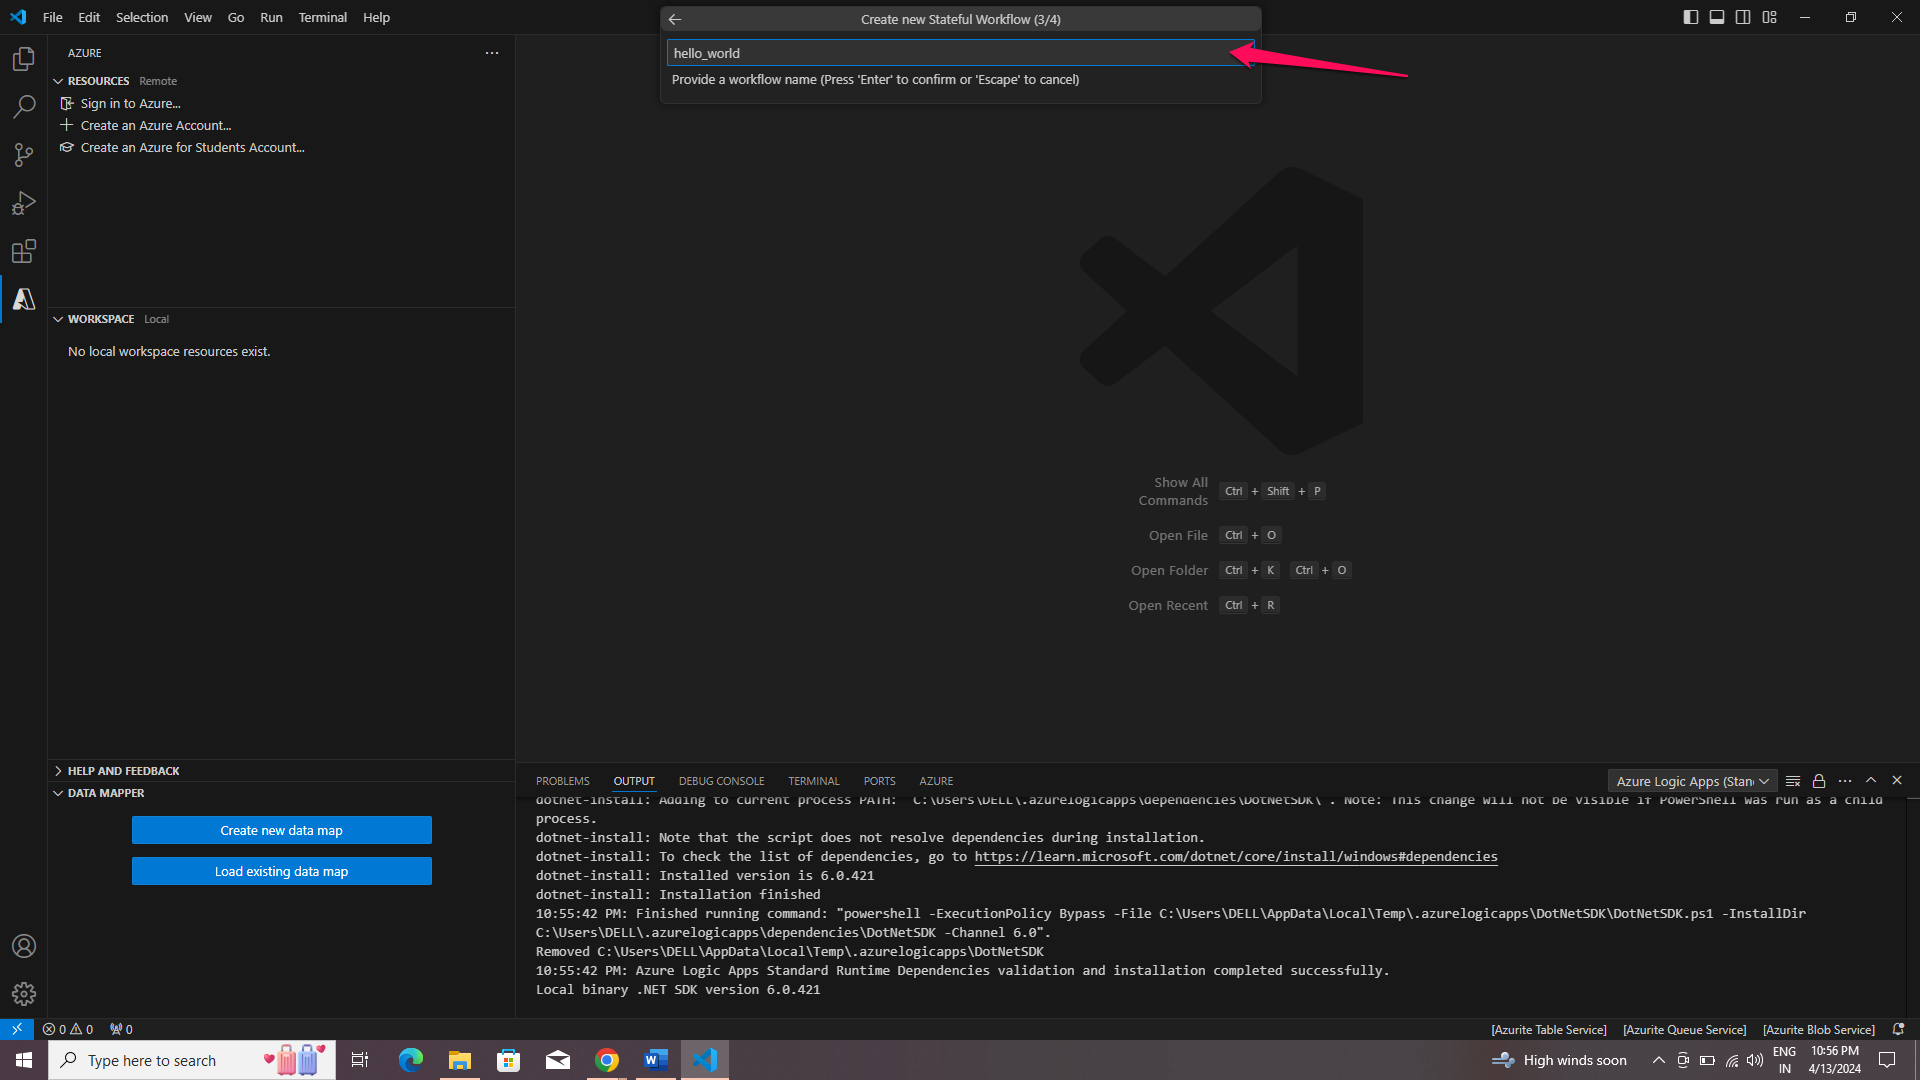 File Edit Selection View Go Run Terminal Help
Create new Stateful Workflow (3/4)
hello_world
Provide a workflow name (Press 'Enter' to confirm or 'Escape' to cancel)
AZURE
RESOURCES Remote
Sign in to Azure...
Create an Azure Account...
Create an Azure for Students Account...
WORKSPACE Local
No local workspace resources exist.
HELP AND FEEDBACK
DATA MAPPER
Create new data map
Load existing data map
Show All
Commands
Ctrl + Shift + P
Open File Ctrl + O
Open Folder Ctrl + K Ctrl + O
Open Recent Ctrl + R
PROBLEMS OUTPUT DEBUG CONSOLE TERMINAL PORTS AZURE
Azure Logic Apps (Stan
dotnet-install: Adding to current process PATH: "C:\Users\DELL\.azurelogicapps\dependencies\DotNetSDK\". Note: This change will not be visible if PowerShell was run as a child
process.
dotnet-install: Note that the script does not resolve dependencies during installation.
dotnet-install: To check the list of dependencies, go to https://learn.microsoft.com/dotnet/core/install/windows#dependencies
dotnet-install: Installed version is 6.0.421
dotnet-install: Installation finished
10:55:42 PM: Finished running command: "powershell -ExecutionPolicy Bypass -File C:\Users\DELL\AppData\Local\Temp\.azurelogicapps\DotNetSDK\DotNetSDK.ps1 -InstallDir
C:\Users\DELL\.azurelogicapps\dependencies\DotNetSDK -Channel 6.0".
Removed C:\Users\DELL\AppData\Local\Temp\.azurelogicapps\DotNetSDK
10:55:42 PM: Azure Logic Apps Standard Runtime Dependencies validation and installation completed successfully.
Local binary .NET SDK version 6.0.421
0 0 0
[Azurite Table Service] [Azurite Queue Service] [Azurite Blob Service]
Type here to search
High winds soon
ENG
IN
10:56 PM
4/13/2024